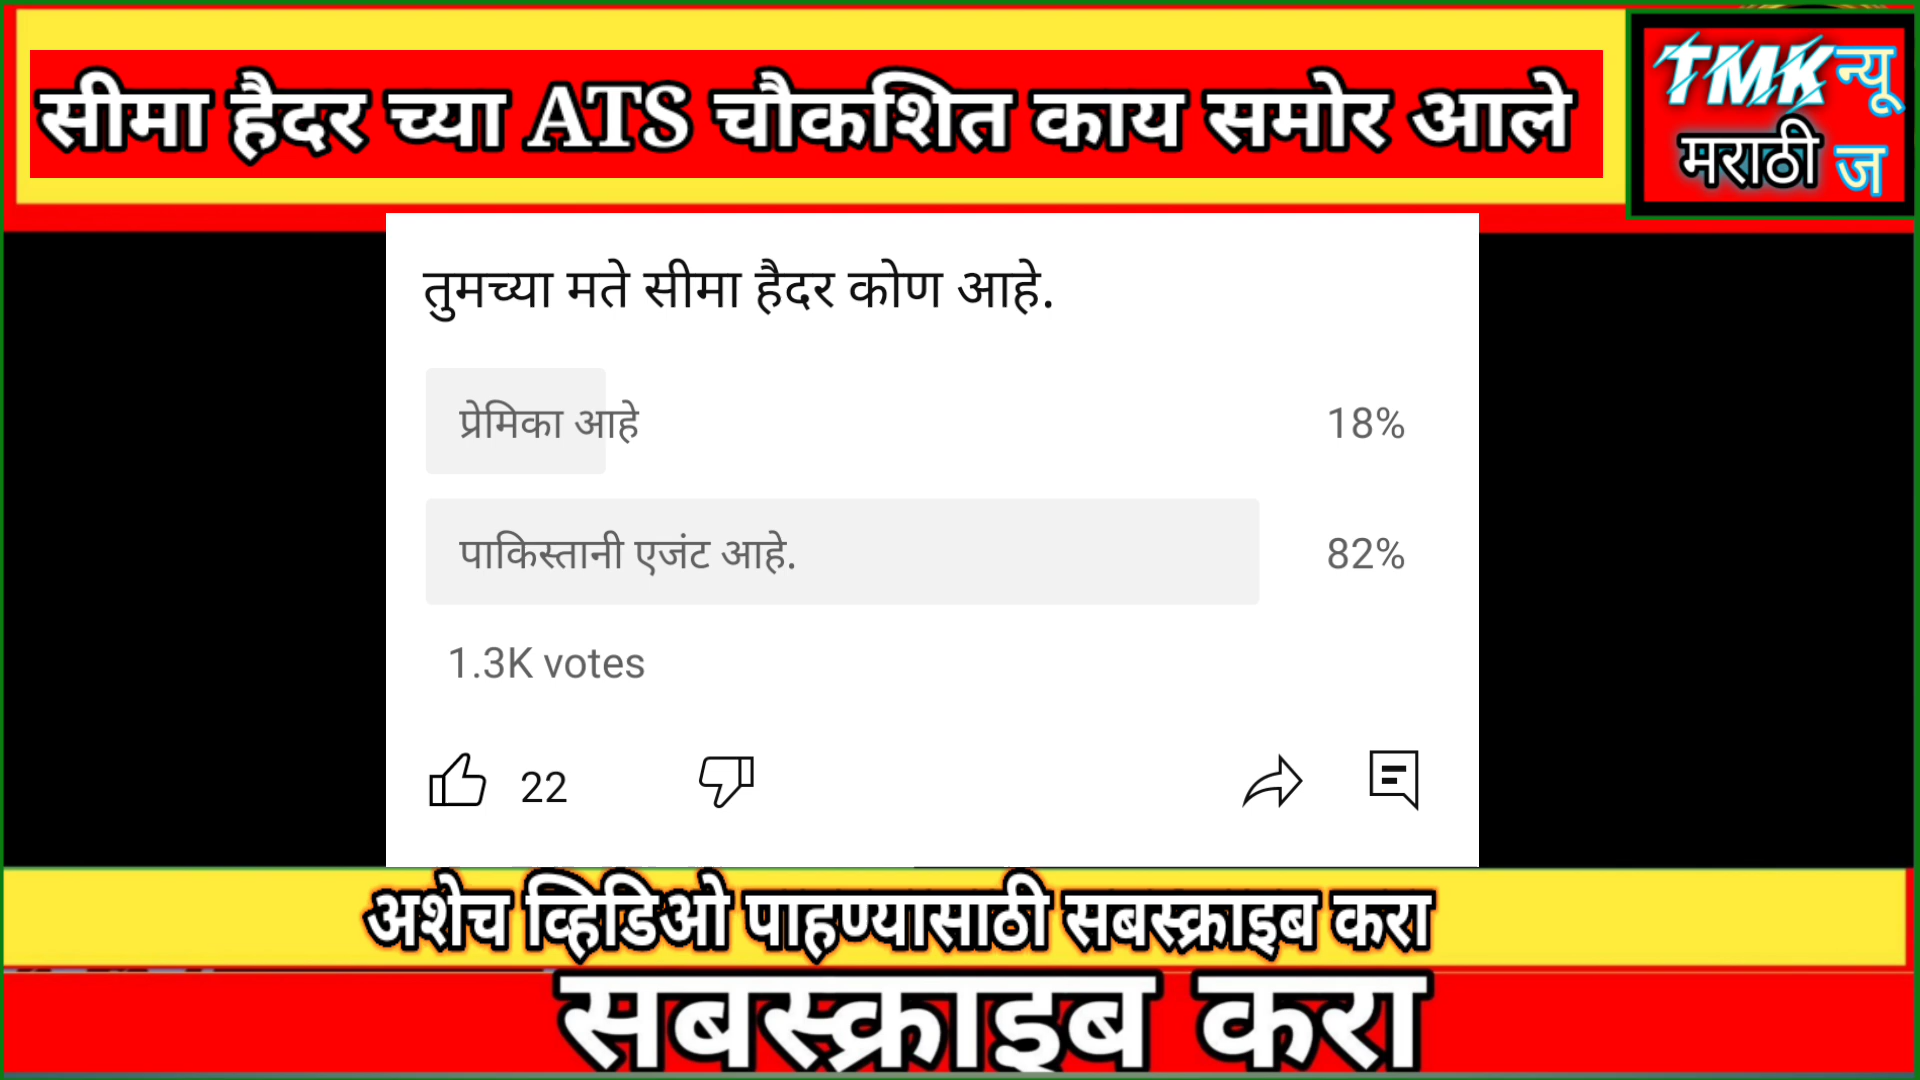 सीमा हैदर च्या ATS चौकशित काय समोर आले
TMK न्यू
मराठी ज
तुमच्या मते सीमा हैदर कोण आहे.
प्रेमिका आहे 18%
पाकिस्तानी एजंट आहे. 82%
1.3K votes
22
अशेच व्हिडिओ पाहण्यासाठी सबस्क्राइब करा
सबस्क्राइब करा